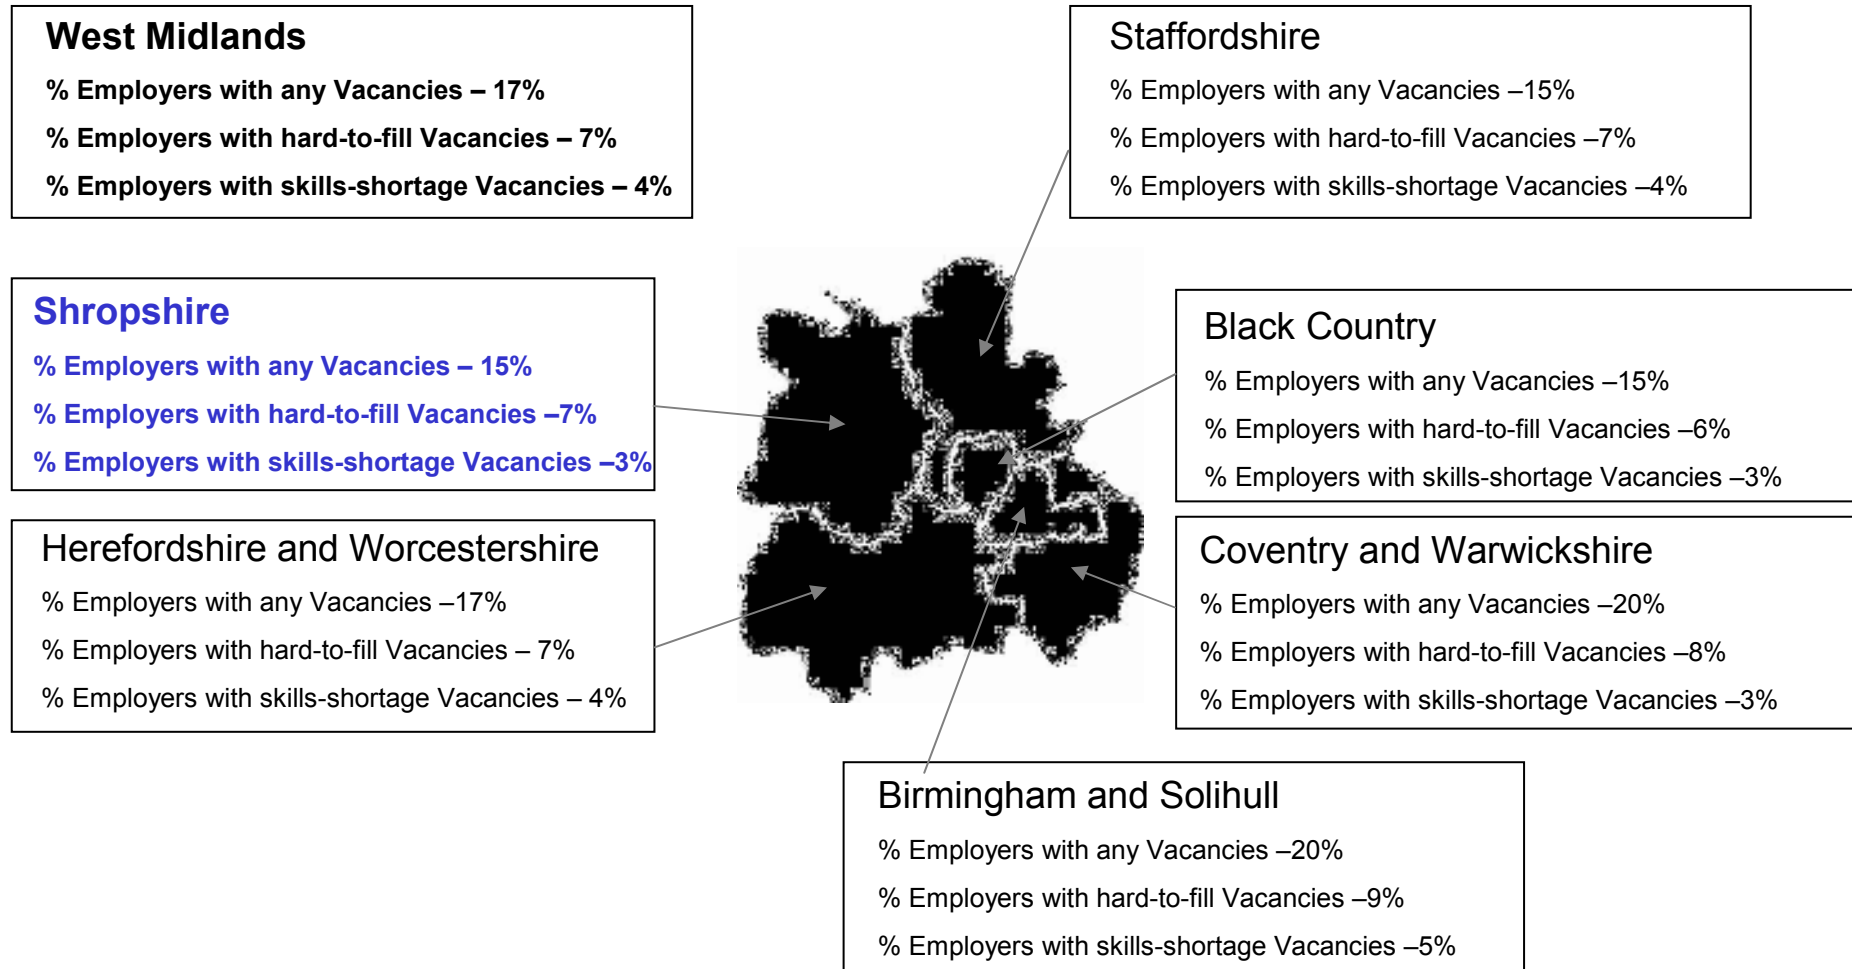 West Midlands
% Employers with any Vacancies – 17%
% Employers with hard-to-fill Vacancies – 7%
% Employers with skills-shortage Vacancies – 4%
Staffordshire
% Employers with any Vacancies –15%
% Employers with hard-to-fill Vacancies –7%
% Employers with skills-shortage Vacancies –4%
Shropshire
% Employers with any Vacancies – 15%
% Employers with hard-to-fill Vacancies –7%
% Employers with skills-shortage Vacancies –3%
Black Country
% Employers with any Vacancies –15%
% Employers with hard-to-fill Vacancies –6%
% Employers with skills-shortage Vacancies –3%
Herefordshire and Worcestershire
% Employers with any Vacancies –17%
% Employers with hard-to-fill Vacancies – 7%
% Employers with skills-shortage Vacancies – 4%
Coventry and Warwickshire
% Employers with any Vacancies –20%
% Employers with hard-to-fill Vacancies –8%
% Employers with skills-shortage Vacancies –3%
Birmingham and Solihull
% Employers with any Vacancies –20%
% Employers with hard-to-fill Vacancies –9%
% Employers with skills-shortage Vacancies –5%